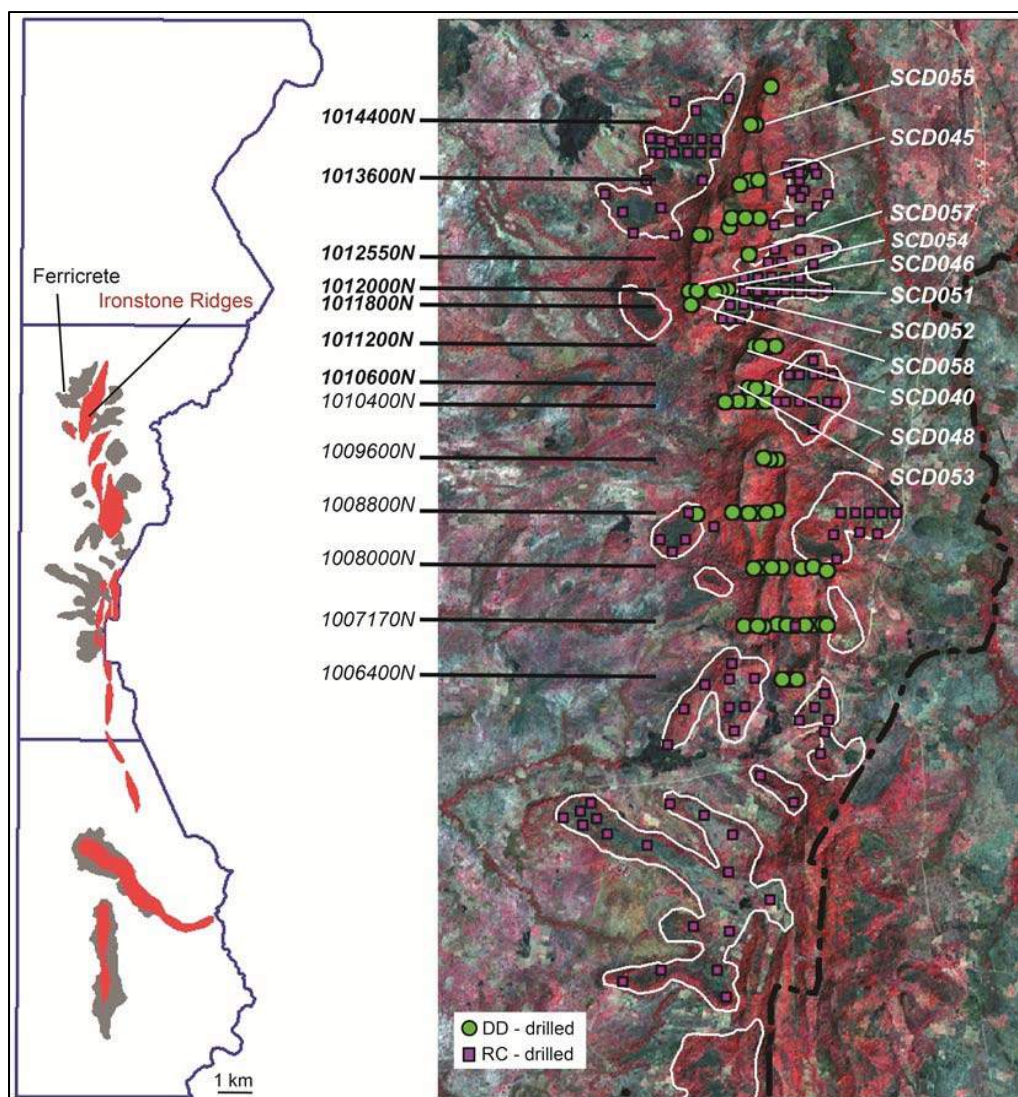 Ferricrete
Ironstone Ridges
1 km
1014400N
1013600N
1012550N
1012000N
1011800N
1011200N
1010600N
1010400N
1009600N
1008800N
1008000N
1007170N
1006400N
SCD055
SCD045
SCD057
SCD054
SCD046
SCD051
SCD052
SCD058
SCD040
SCD048
SCD053
DD - drilled
RC - drilled